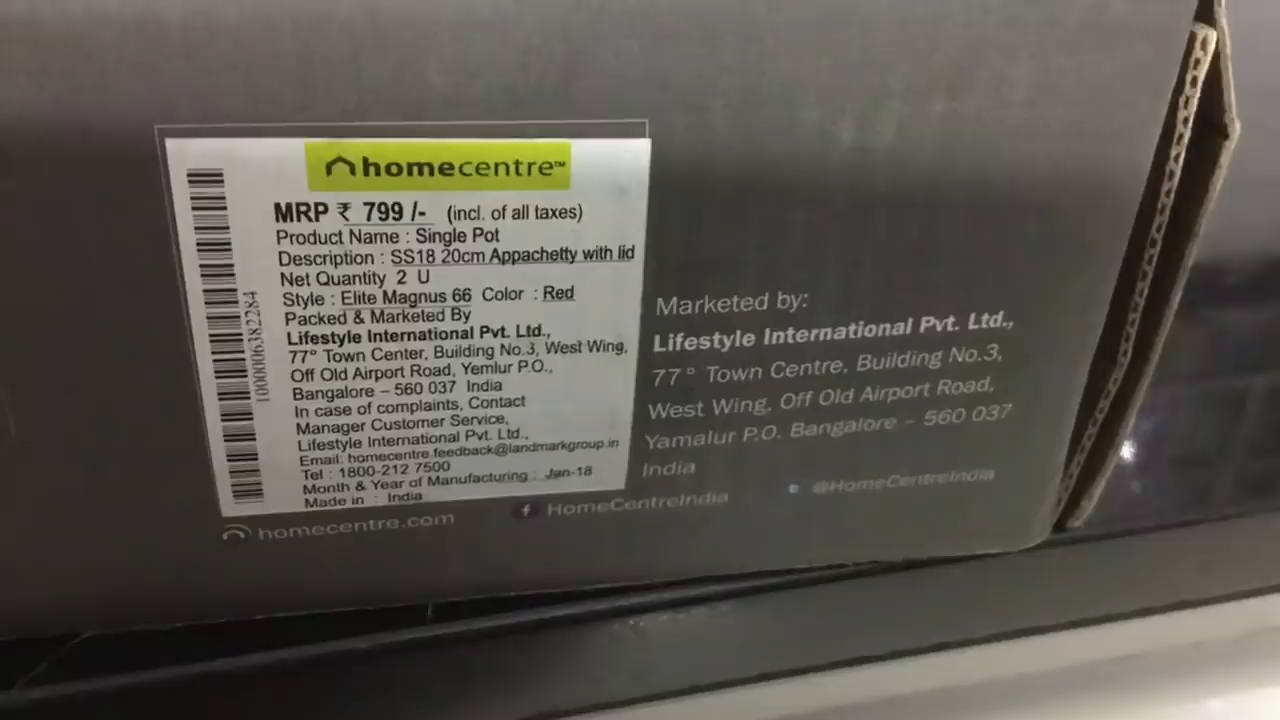 homecentre™
MRP ₹ 799 /- (incl. of all taxes)
Product Name : Single Pot
Description : SS18 20cm Appachetty with lid
Net Quantity 2 U
Style : Elite Magnus 66 Color : Red
Packed & Marketed By
Lifestyle International Pvt. Ltd.,
77° Town Center, Building No.3, West Wing,
Off Old Airport Road, Yemlur P.O.,
Bangalore – 560 037 India
In case of complaints, Contact
Manager Customer Service,
Lifestyle International Pvt. Ltd.,
Email: homecentre.feedback@landmarkgroup.in
Tel : 1800-212 7500
Month & Year of Manufacturing : Jan-18
Made in : India
1000006382284
Marketed by:
Lifestyle International Pvt. Ltd.,
77° Town Centre, Building No.3,
West Wing, Off Old Airport Road,
Yamalur P.O. Bangalore – 560 037
India
homecentre.com
HomeCentreIndia
@HomeCentreIndia